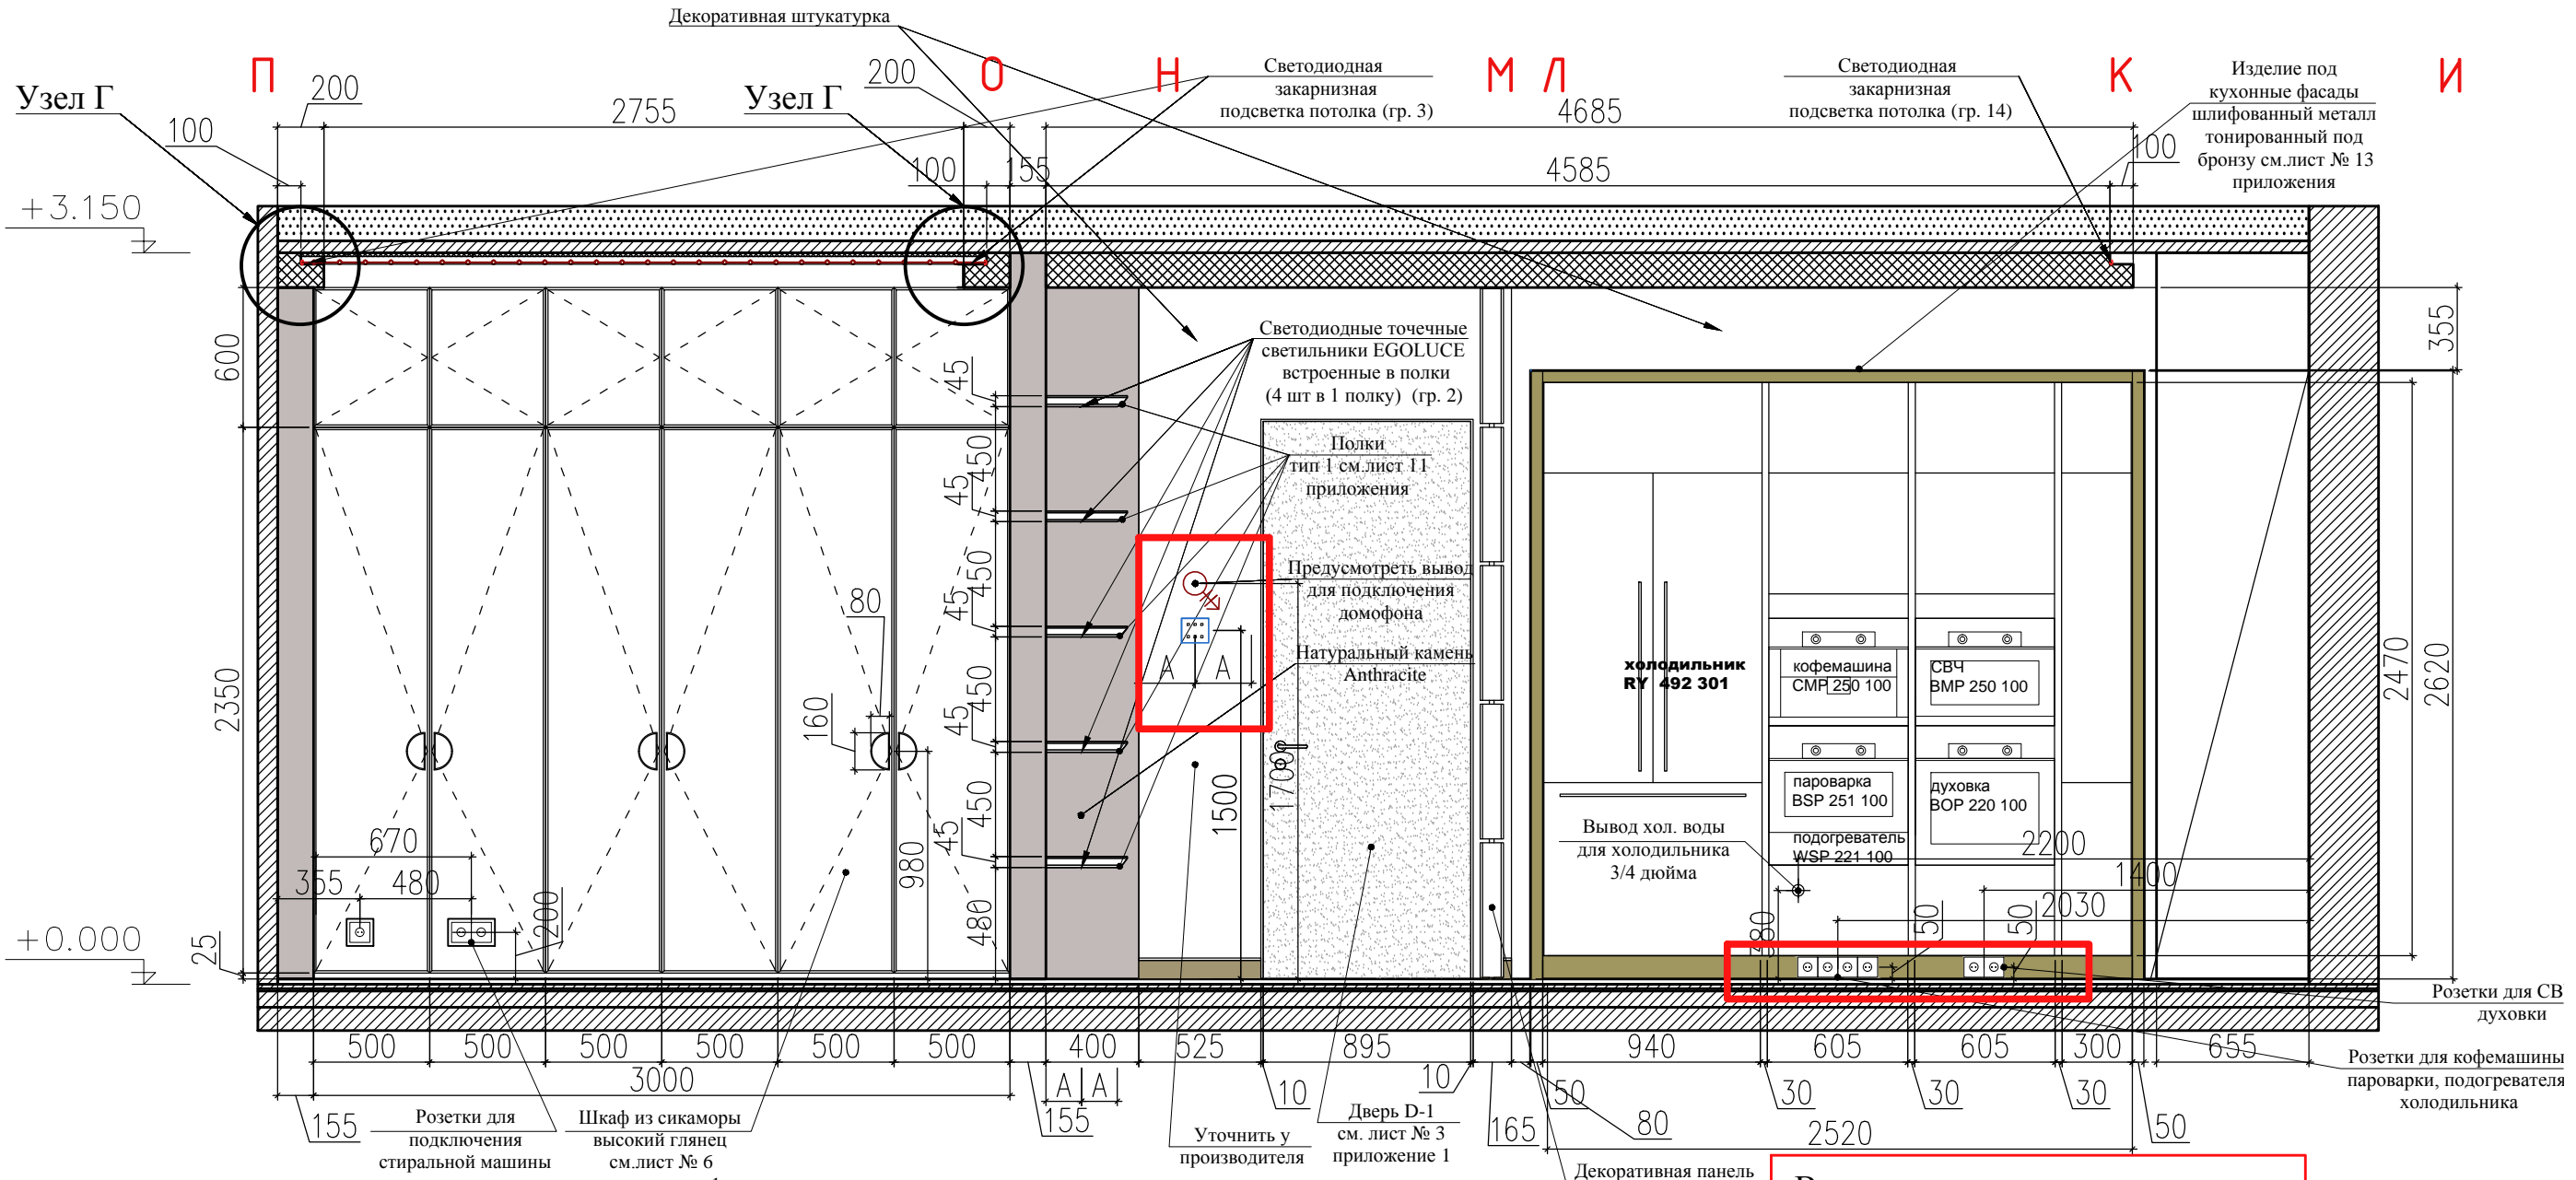 Декоративная штукатурка
П
О
Н
М
Л
К
И
Узел Г
200
2755
Узел Г
200
Светодиодная
закарнизная
подсветка потолка (гр. 3)
4685
Светодиодная
закарнизная
подсветка потолка (гр. 14)
Изделие под
кухонные фасады
шлифованный металл
тонированный под
бронзу см.лист № 13
приложения
100
100
155
4585
100
+3.150
600
2350
25
+0.000
45
450
45
450
45
450
45
450
45
480
Светодиодные точечные
светильники EGOLUCE
встроенные в полки
(4 шт в 1 полку) (гр. 2)
Полки
тип 1 см.лист 11
приложения
Предусмотреть вывод
для подключения
домофона
Натуральный камень
Anthracite
A
A
80
160
980
670
355
480
200
1500
1700
холодильник
RY 492 301
кофемашина
CMP 250 100
СВЧ
BMP 250 100
пароварка
BSP 251 100
духовка
BOP 220 100
подогреватель
WSP 221 100
Вывод хол. воды
для холодильника
3/4 дюйма
2200
1400
2030
380
50
50
355
2470
2620
Розетки для СВ
духовки
Розетки для кофемашины
пароварки, подогревателя
холодильника
500
500
500
500
500
500
400
525
895
940
605
605
300
655
3000
A
A
10
10
50
30
30
30
155
155
165
80
2520
50
Розетки для
подключения
стиральной машины
Шкаф из сикаморы
высокий глянец
см.лист № 6
Уточнить у
производителя
Дверь D-1
см. лист № 3
приложение 1
Декоративная панель